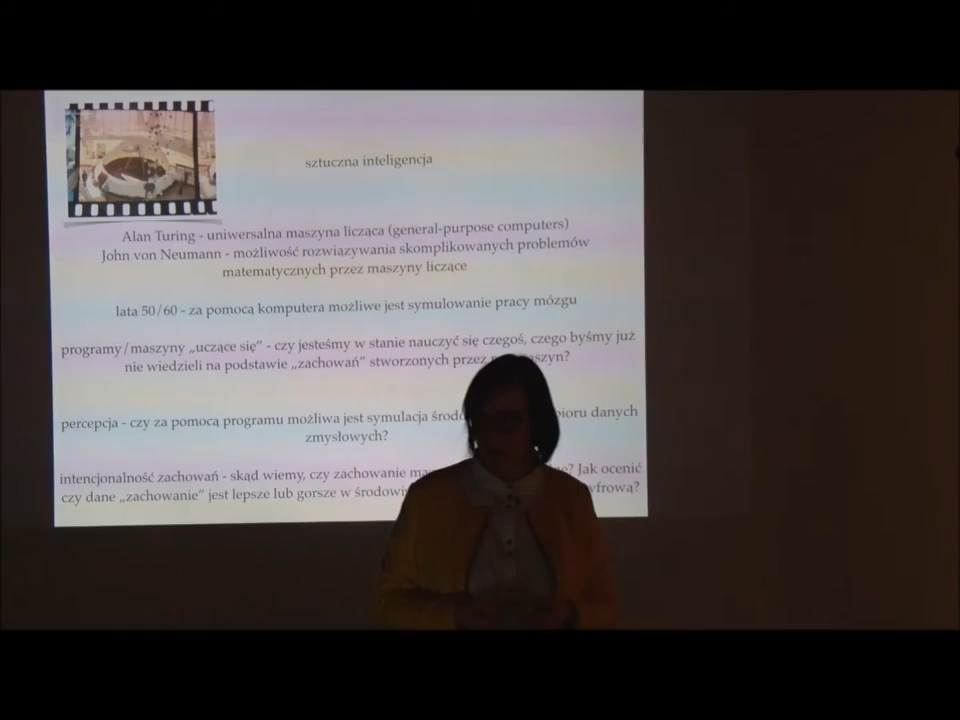 sztuczna inteligencja
Alan Turing - uniwersalna maszyna licząca (general-purpose computers)
John von Neumann - możliwość rozwiązywania skomplikowanych problemów
matematycznych przez maszyny liczące
lata 50/60 - za pomocą komputera możliwe jest symulowanie pracy mózgu
programy/maszyny „uczące się” - czy jesteśmy w stanie nauczyć się czegoś, czego byśmy już
nie wiedzieli na podstawie „zachowań” stworzonych przez
percepcja - czy za pomocą programu możliwa jest symulacja danych
zmysłowych?
intencjonalność zachowań - skąd wiemy, czy zachowanie Jak ocenić
czy dane „zachowanie” jest lepsze lub gorsze w